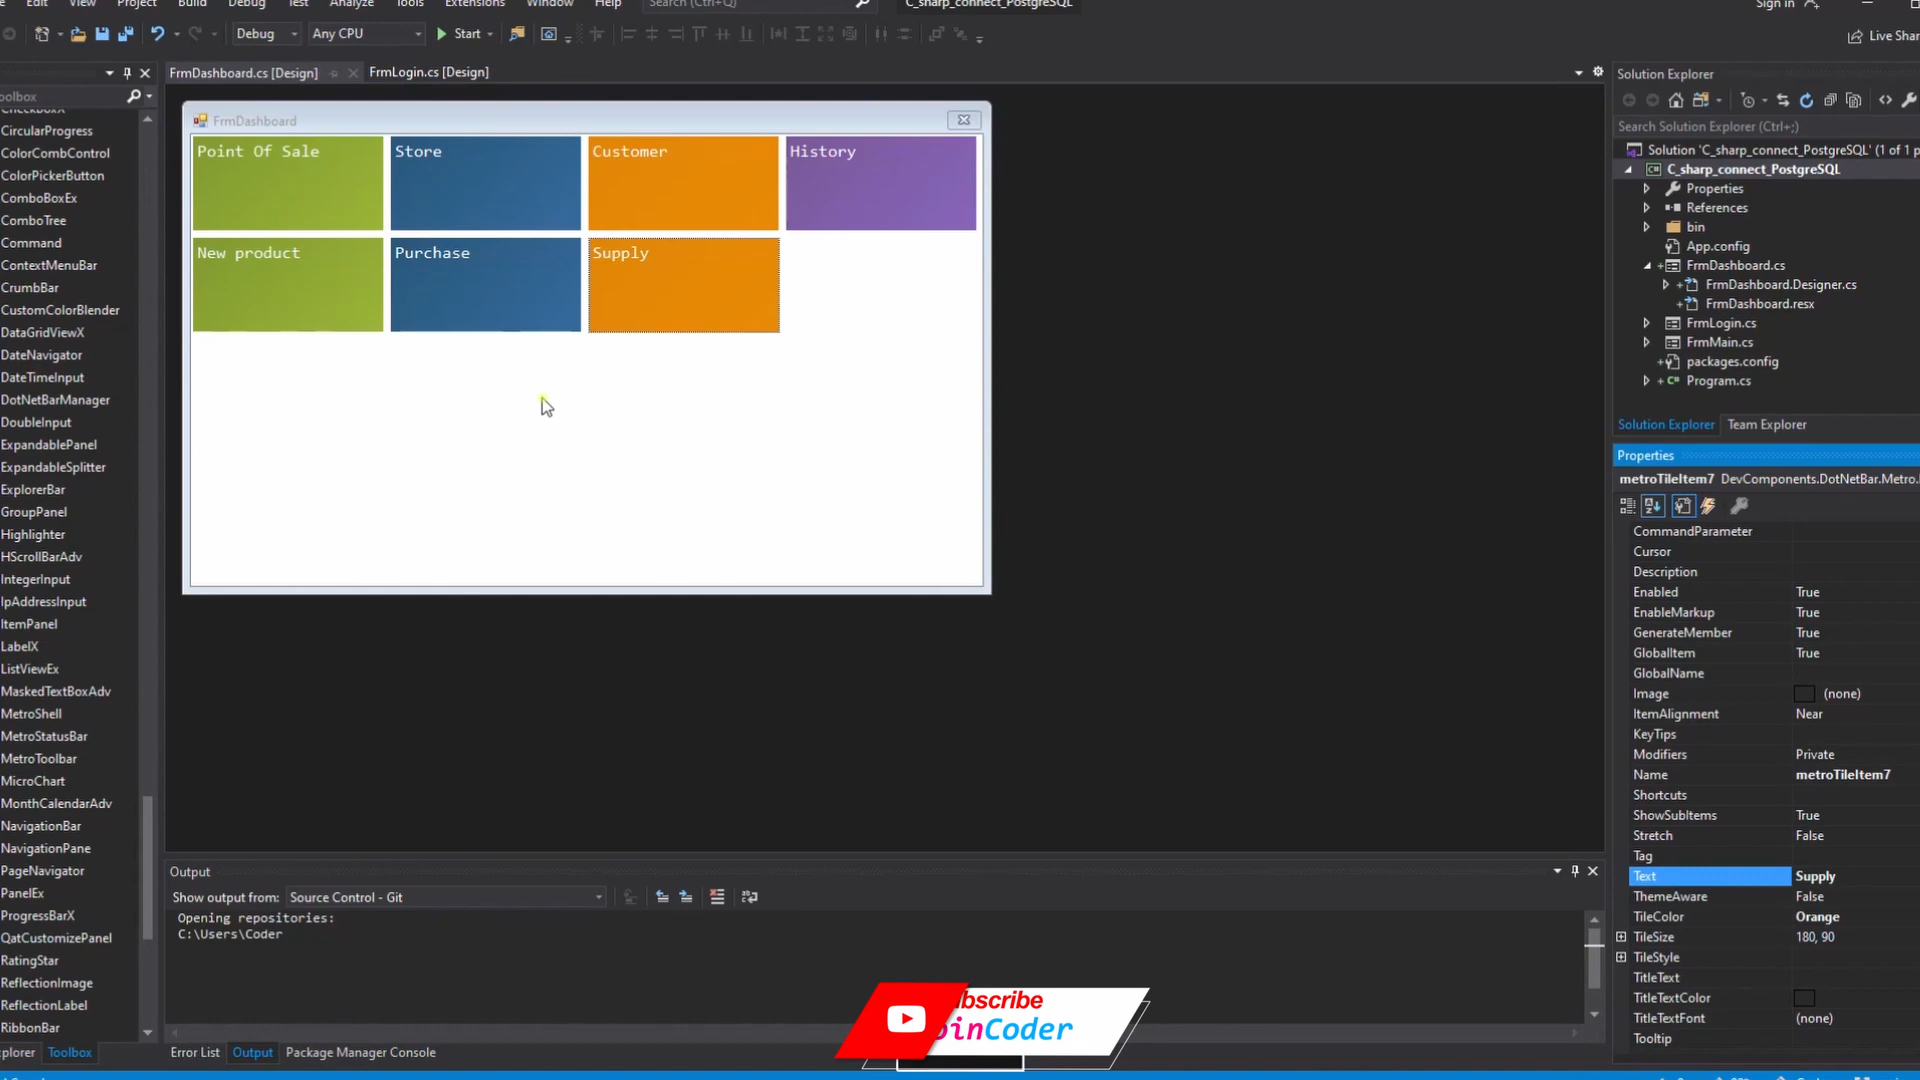 Edit View Project Build Debug Test Analyze Tools Extensions Window Help Search (Ctrl+Q) C_sharp_connect_PostgreSQL Sign in
Debug Any CPU Start Live Shar
FrmDashboard.cs [Design] FrmLogin.cs [Design]
oolbox
CheckBoxX
CircularProgress
ColorCombControl
ColorPickerButton
ComboBoxEx
ComboTree
Command
ContextMenuBar
CrumbBar
CustomColorBlender
DataGridViewX
DateNavigator
DateTimeInput
DotNetBarManager
DoubleInput
ExpandablePanel
ExpandableSplitter
ExplorerBar
GroupPanel
Highlighter
HScrollBarAdv
IntegerInput
IpAddressInput
ItemPanel
LabelX
ListViewEx
MaskedTextBoxAdv
MetroShell
MetroStatusBar
MetroToolbar
MicroChart
MonthCalendarAdv
NavigationBar
NavigationPane
PageNavigator
PanelEx
ProgressBarX
QatCustomizePanel
RatingStar
ReflectionImage
ReflectionLabel
RibbonBar
xplorer Toolbox
FrmDashboard
Point Of Sale Store Customer History
New product Purchase Supply
Output
Show output from: Source Control - Git
Opening repositories:
C:\Users\Coder
Error List Output Package Manager Console
ubscribe
oinCoder
Solution Explorer
Search Solution Explorer (Ctrl+;)
Solution 'C_sharp_connect_PostgreSQL' (1 of 1 p
C_sharp_connect_PostgreSQL
Properties
References
bin
App.config
FrmDashboard.cs
FrmDashboard.Designer.cs
FrmDashboard.resx
FrmLogin.cs
FrmMain.cs
packages.config
Program.cs
Solution Explorer Team Explorer
Properties
metroTileItem7 DevComponents.DotNetBar.Metro.
CommandParameter
Cursor
Description
Enabled True
EnableMarkup True
GenerateMember True
GlobalItem True
GlobalName
Image (none)
ItemAlignment Near
KeyTips
Modifiers Private
Name metroTileItem7
Shortcuts
ShowSubItems True
Stretch False
Tag
Text Supply
ThemeAware False
TileColor Orange
TileSize 180, 90
TileStyle
TitleText
TitleTextColor
TitleTextFont (none)
Tooltip